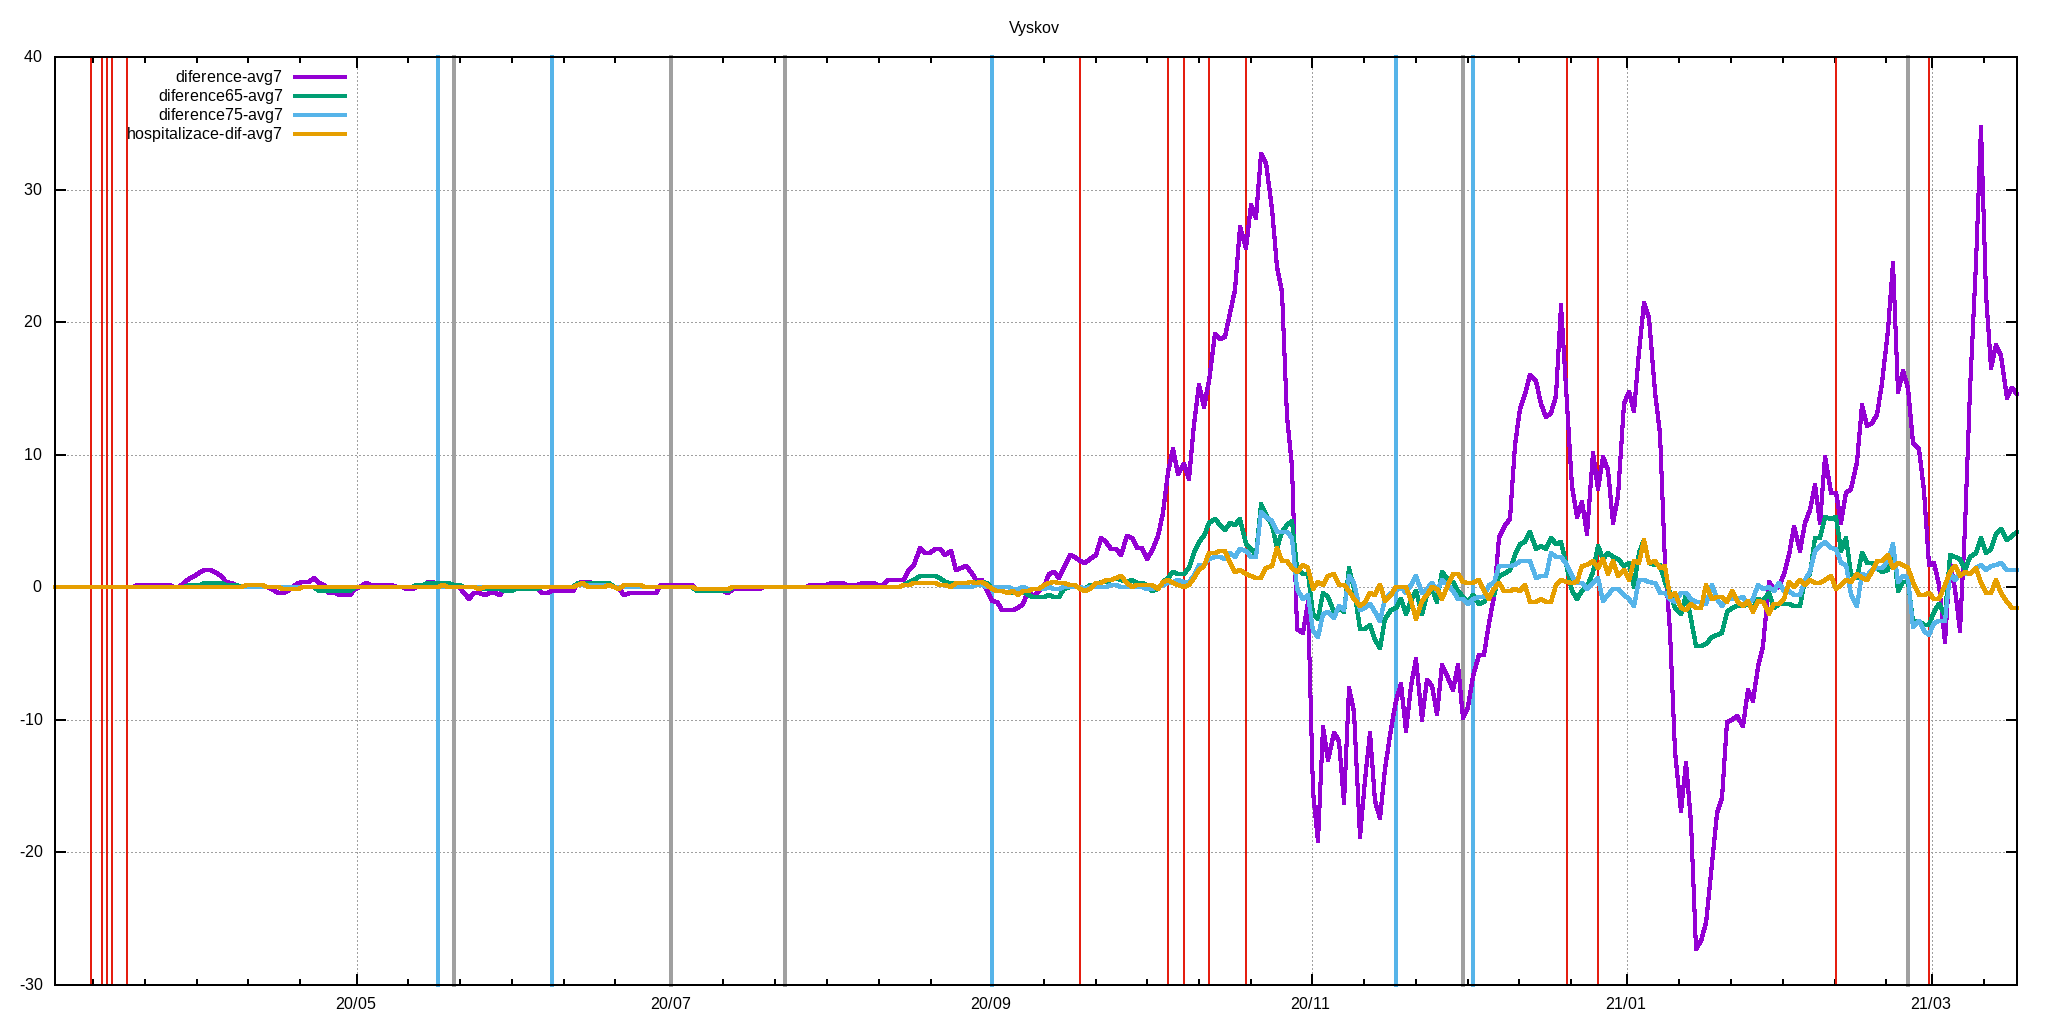 Vyskov
40
30
20
10
0
-10
-20
-30
diference-avg7
diference65-avg7
diference75-avg7
hospitalizace-dif-avg7
20/05 20/07 20/09 20/11 21/01 21/03